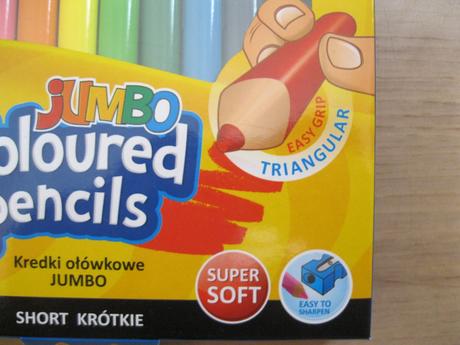 JUMBO
oloured
pencils
EASY GRIP
TRIANGULAR
Kredki ołówkowe
JUMBO
SUPER
SOFT
EASY TO
SHARPEN
SHORT KRÓTKIE